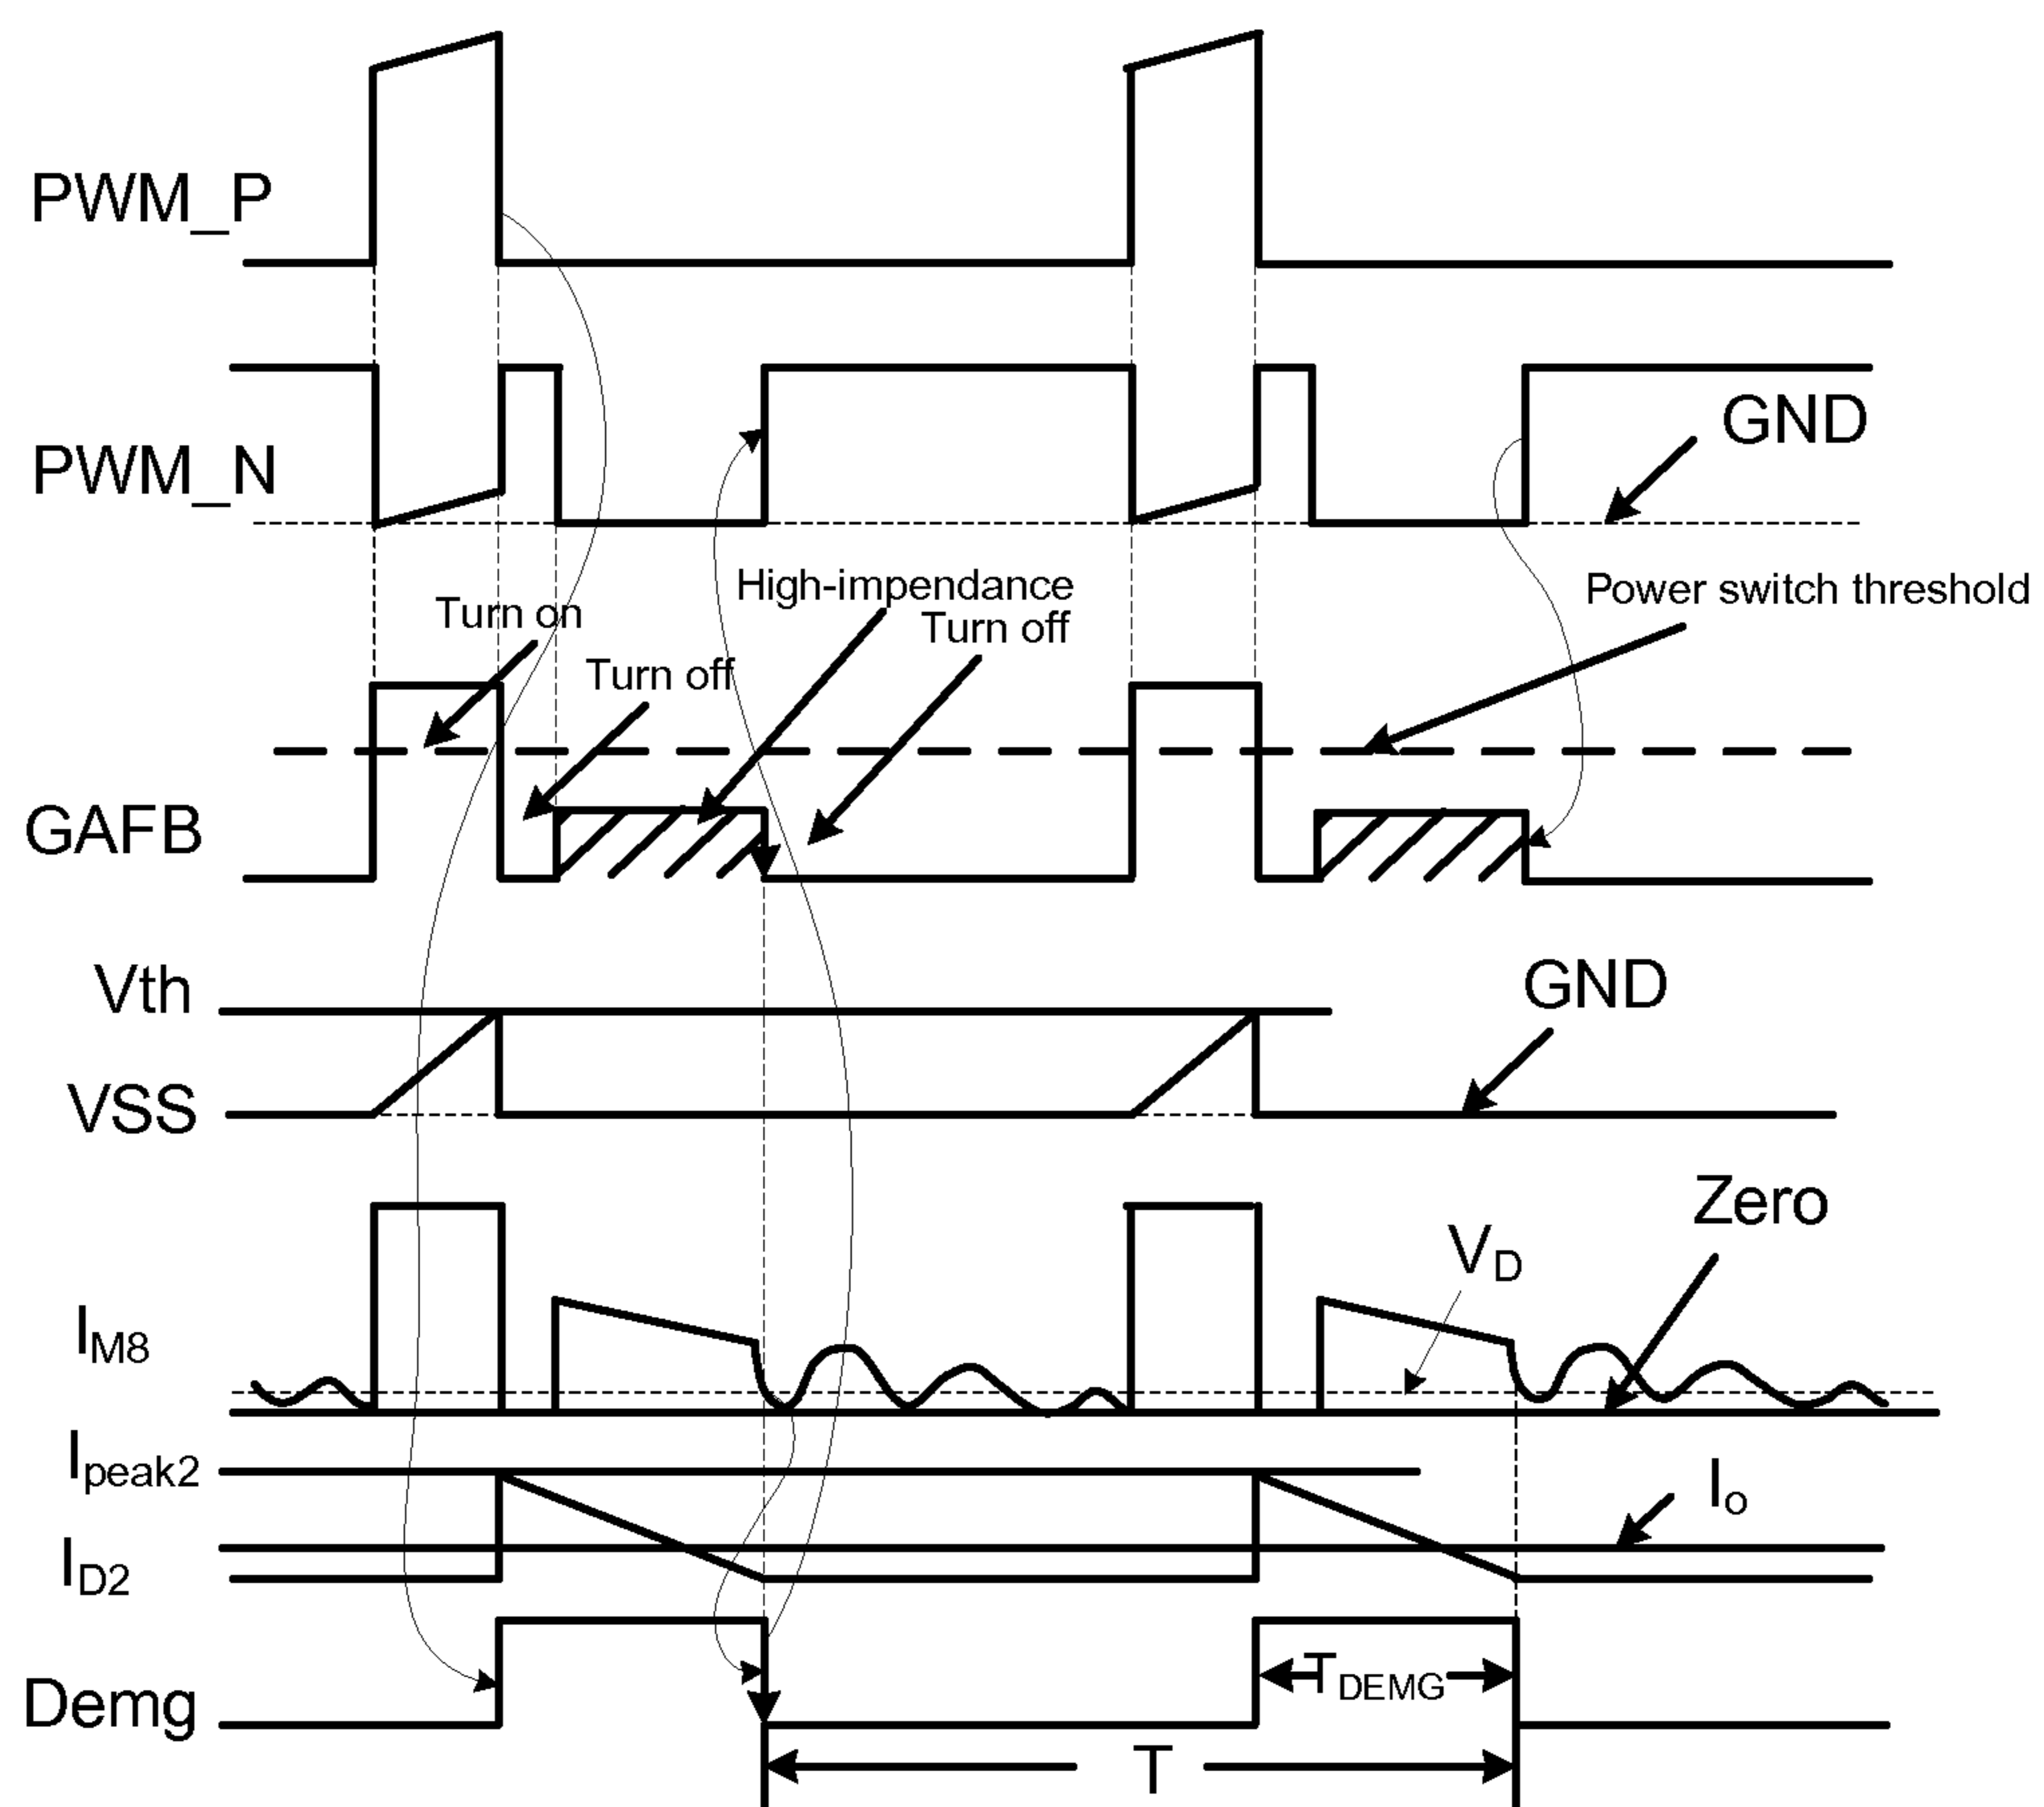 PWM_P
PWM_N
GND
High-impendance
Power switch threshold
Turn on
Turn off
Turn off
GAFB
Vth
GND
VSS
Zero
VD
IM8
Ipeak2
Io
ID2
Demg
TDEMG
T